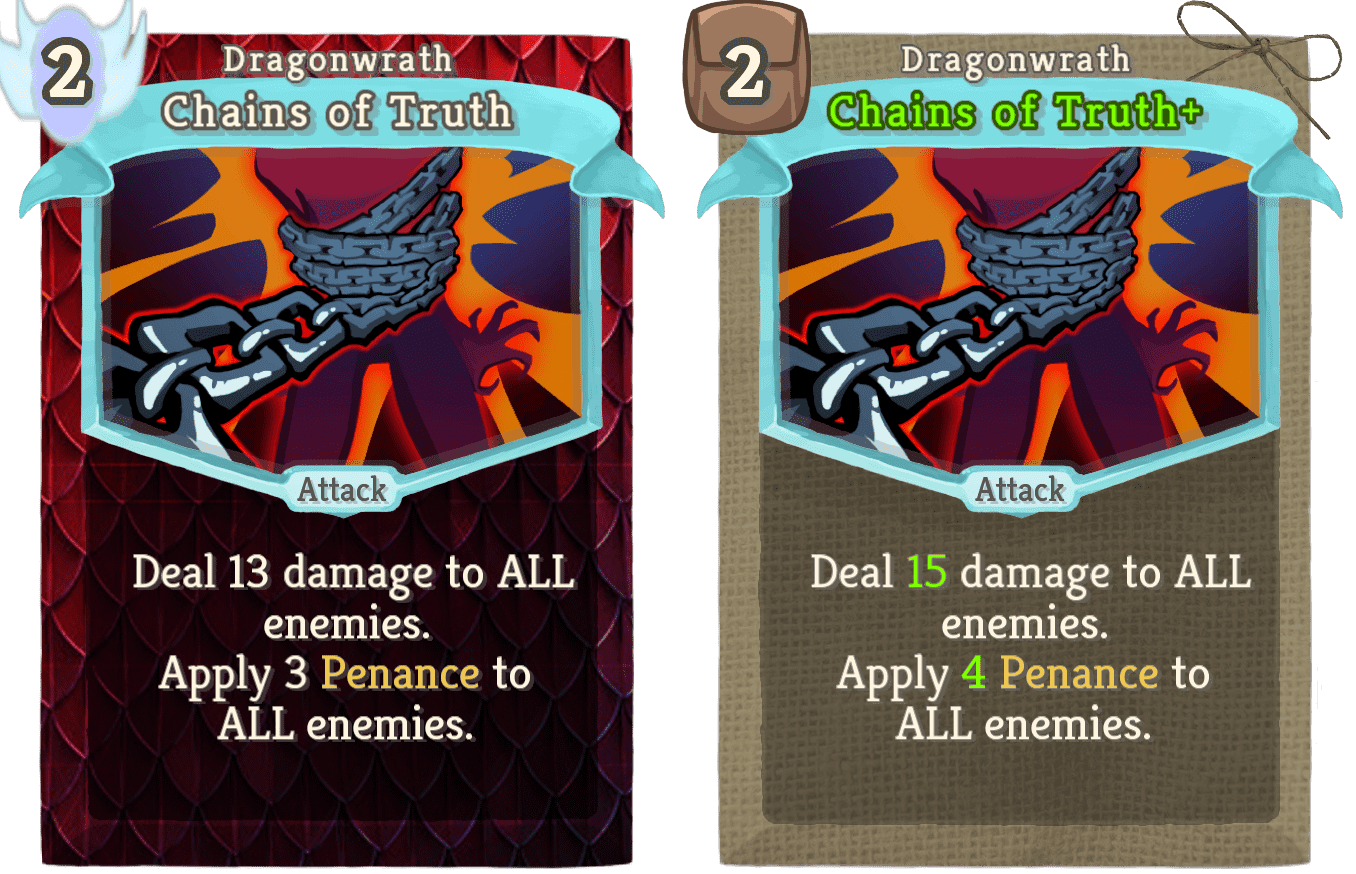 2
Dragonwrath
Chains of Truth
Attack
Deal 13 damage to ALL
enemies.
Apply 3 Penance to
ALL enemies.
2
Dragonwrath
Chains of Truth+
Attack
Deal 15 damage to ALL
enemies.
Apply 4 Penance to
ALL enemies.